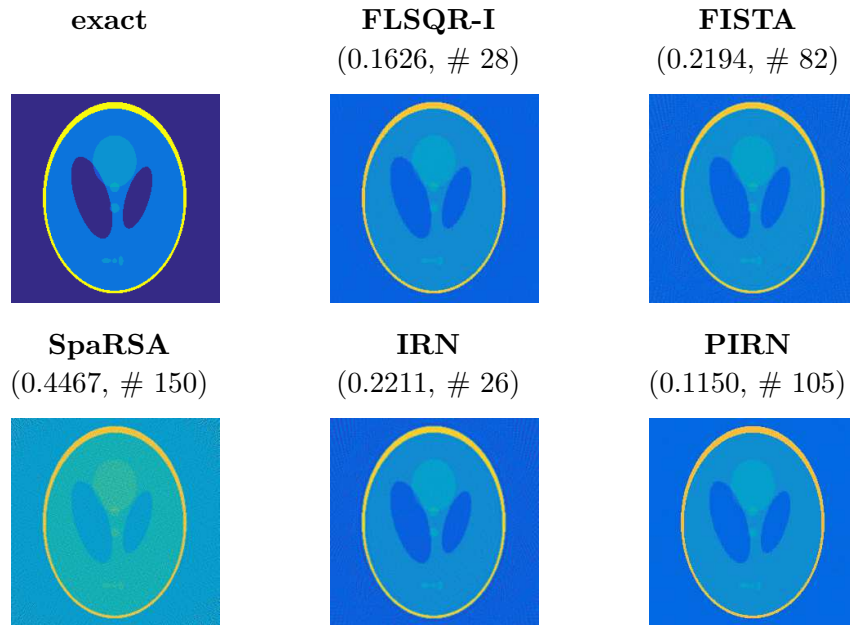 exact
FLSQR-I
FISTA
(0.1626, # 28)
(0.2194, # 82)
SpaRSA
IRN
PIRN
(0.4467, # 150)
(0.2211, # 26)
(0.1150, # 105)